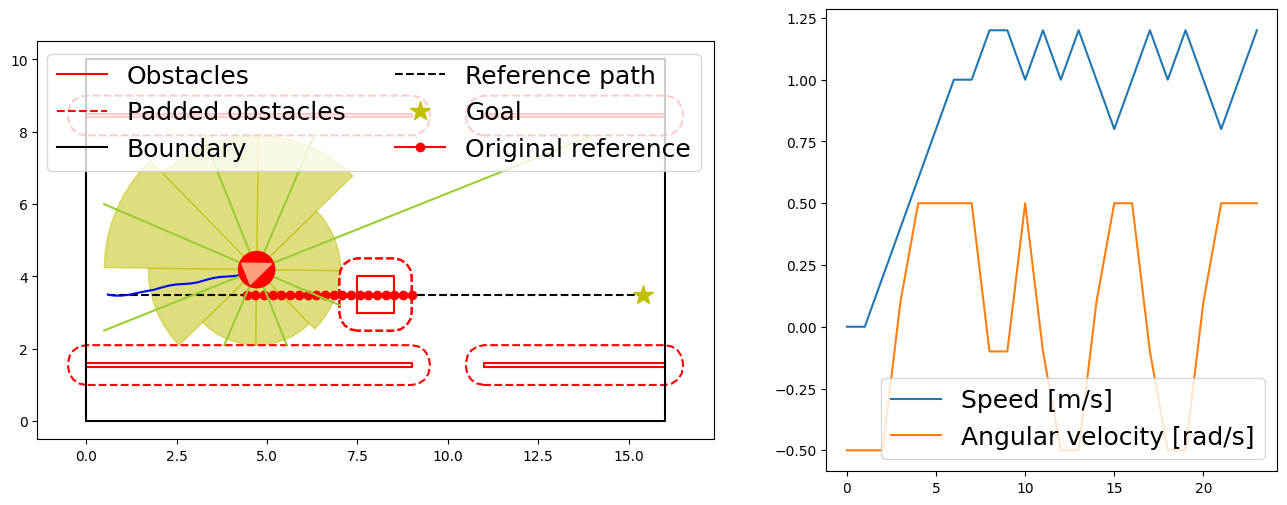 10
8
6
4
2
0
0.0 2.5 5.0 7.5 10.0 12.5 15.0
Obstacles
Padded obstacles
Boundary
Reference path
Goal
Original reference
1.25
1.00
0.75
0.50
0.25
0.00
−0.25
−0.50
0 5 10 15 20
Speed [m/s]
Angular velocity [rad/s]